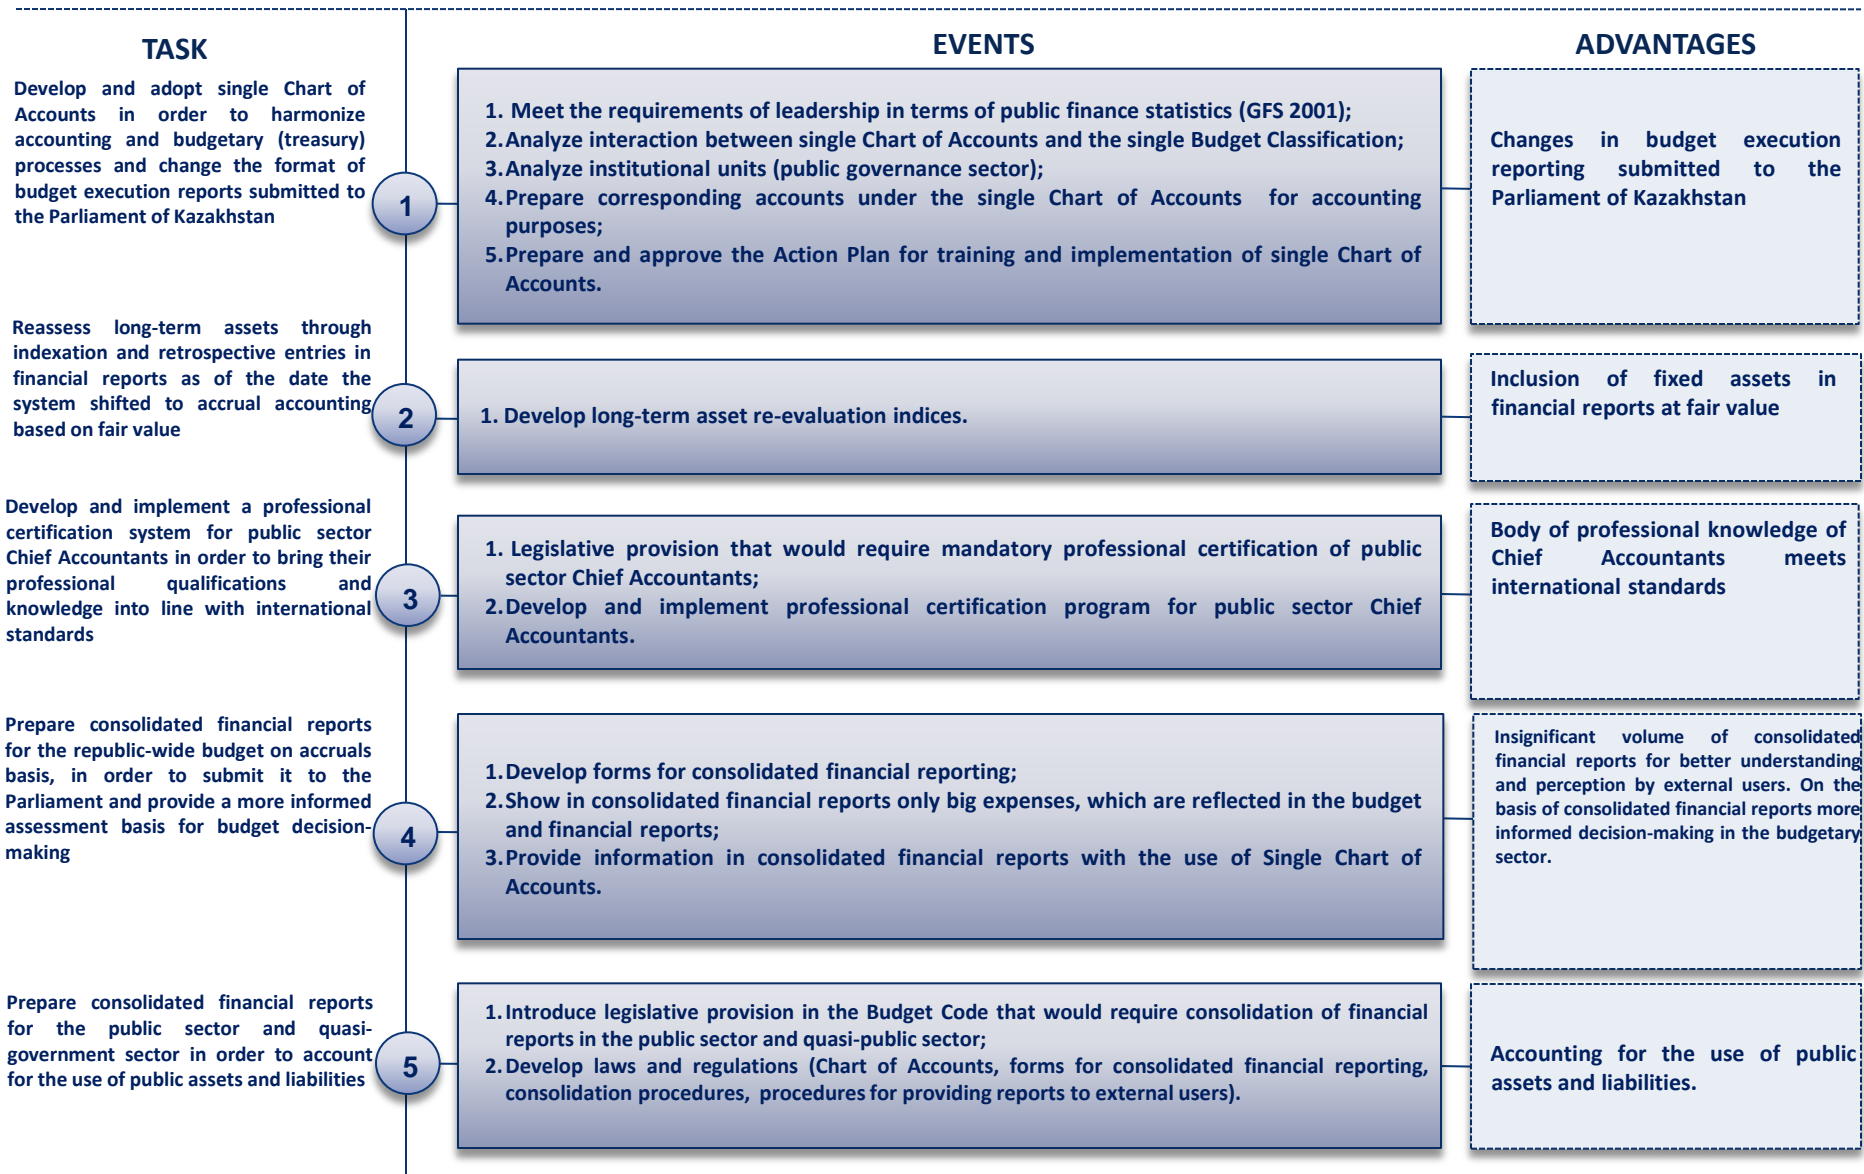 TASK
EVENTS
ADVANTAGES
Develop and adopt single Chart of
Accounts in order to harmonize
accounting and budgetary (treasury)
processes and change the format of
budget execution reports submitted to
the Parliament of Kazakhstan
1
1. Meet the requirements of leadership in terms of public finance statistics (GFS 2001);
2. Analyze interaction between single Chart of Accounts and the single Budget Classification;
3. Analyze institutional units (public governance sector);
4. Prepare corresponding accounts under the single Chart of Accounts for accounting
purposes;
5. Prepare and approve the Action Plan for training and implementation of single Chart of
Accounts.
Changes in budget execution
reporting submitted to the
Parliament of Kazakhstan
Reassess long-term assets through
indexation and retrospective entries in
financial reports as of the date the
system shifted to accrual accounting
based on fair value
2
1. Develop long-term asset re-evaluation indices.
Inclusion of fixed assets in
financial reports at fair value
Develop and implement a professional
certification system for public sector
Chief Accountants in order to bring their
professional qualifications and
knowledge into line with international
standards
3
1. Legislative provision that would require mandatory professional certification of public
sector Chief Accountants;
2. Develop and implement professional certification program for public sector Chief
Accountants.
Body of professional knowledge of
Chief Accountants meets
international standards
Prepare consolidated financial reports
for the republic-wide budget on accruals
basis, in order to submit it to the
Parliament and provide a more informed
assessment basis for budget decision-
making
4
1. Develop forms for consolidated financial reporting;
2. Show in consolidated financial reports only big expenses, which are reflected in the budget
and financial reports;
3. Provide information in consolidated financial reports with the use of Single Chart of
Accounts.
Insignificant volume of consolidated
financial reports for better understanding
and perception by external users. On the
basis of consolidated financial reports more
informed decision-making in the budgetary
sector.
Prepare consolidated financial reports
for the public sector and quasi-
government sector in order to account
for the use of public assets and liabilities
5
1. Introduce legislative provision in the Budget Code that would require consolidation of financial
reports in the public sector and quasi-public sector;
2. Develop laws and regulations (Chart of Accounts, forms for consolidated financial reporting,
consolidation procedures, procedures for providing reports to external users).
Accounting for the use of public
assets and liabilities.